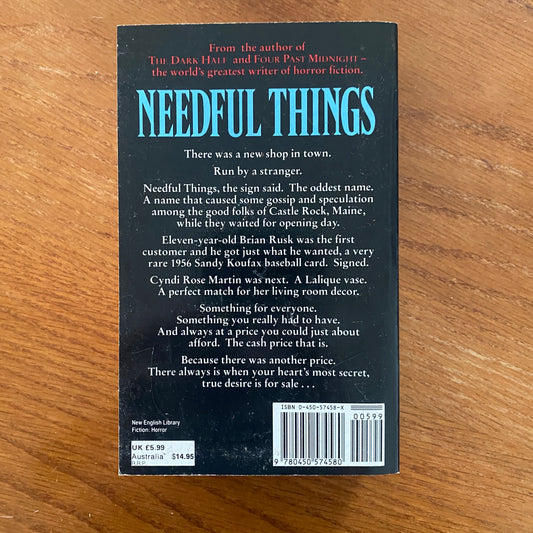 From the author of
THE DARK HALF and FOUR PAST MIDNIGHT –
the world's greatest writer of horror fiction.
NEEDFUL THINGS
There was a new shop in town.
Run by a stranger.
Needful Things, the sign said. The oddest name.
A name that caused some gossip and speculation
among the good folks of Castle Rock, Maine,
while they waited for opening day.
Eleven-year-old Brian Rusk was the first
customer and he got just what he wanted, a very
rare 1956 Sandy Koufax baseball card. Signed.
Cyndi Rose Martin was next. A Lalique vase.
A perfect match for her living room decor.
Something for everyone.
Something you really had to have.
And always at a price you could just about
afford. The cash price that is.
Because there was another price.
There always is when your heart's most secret,
true desire is for sale . . .
New English Library
Fiction: Horror
UK £5.99
Australia $14.95
R.R.P.
ISBN 0-450-57458-X
00599
9 780450 574580